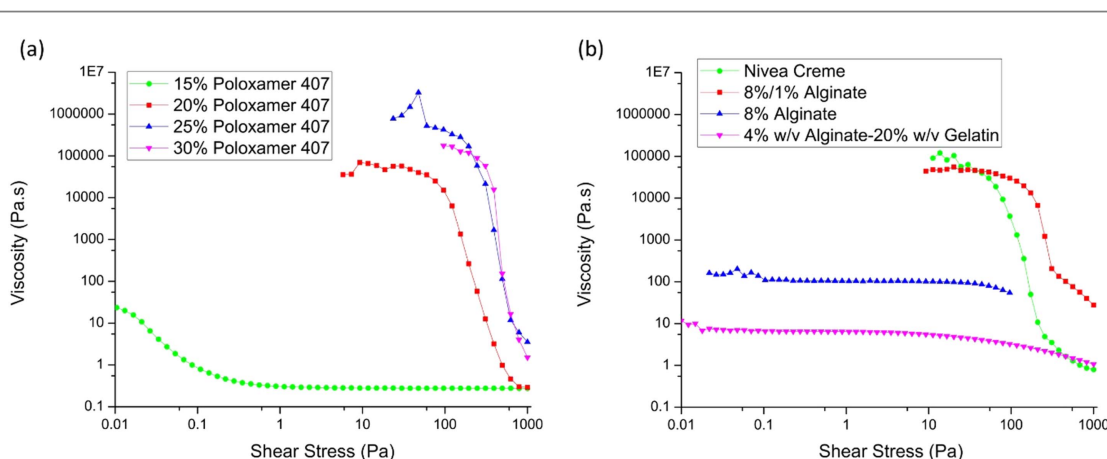 (a)
15% Poloxamer 407
20% Poloxamer 407
25% Poloxamer 407
30% Poloxamer 407
1E7
1000000
100000
10000
1000
100
10
1
0.1
Viscosity (Pa.s)
0.01
0.1
1
10
100
1000
Shear Stress (Pa)
(b)
Nivea Creme
8%/1% Alginate
8% Alginate
4% w/v Alginate-20% w/v Gelatin
1E7
1000000
100000
10000
1000
100
10
1
0.1
Viscosity (Pa.s)
0.01
0.1
1
10
100
1000
Shear Stress (Pa)